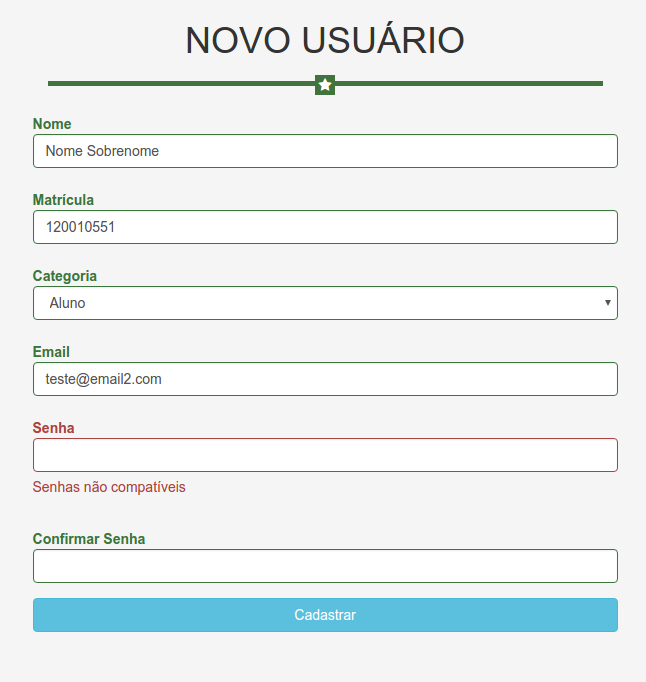 NOVO USUÁRIO
Nome
Nome Sobrenome
Matrícula
120010551
Categoria
Aluno
Email
teste@email2.com
Senha
Senhas não compatíveis
Confirmar Senha
Cadastrar